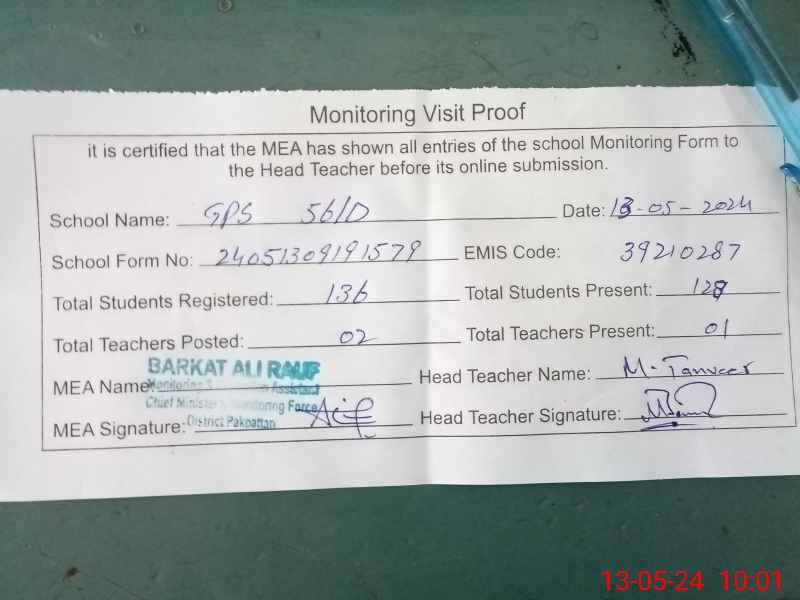 Monitoring Visit Proof
it is certified that the MEA has shown all entries of the school Monitoring Form to
the Head Teacher before its online submission.
School Name: GPS 56/D Date: 13-05-2024
School Form No: 24051309191579 EMIS Code: 39210287
Total Students Registered: 136 Total Students Present:
Total Teachers Posted: 02 Total Teachers Present: 01
BARKAT ALI RAUF
MEA Name: Head Teacher Name: M. Tanveer
Monitoring Assistant
Chief Minister's Monitoring Force
MEA Signature: Head Teacher Signature:
District Pakpattan
13-05-24 10:01